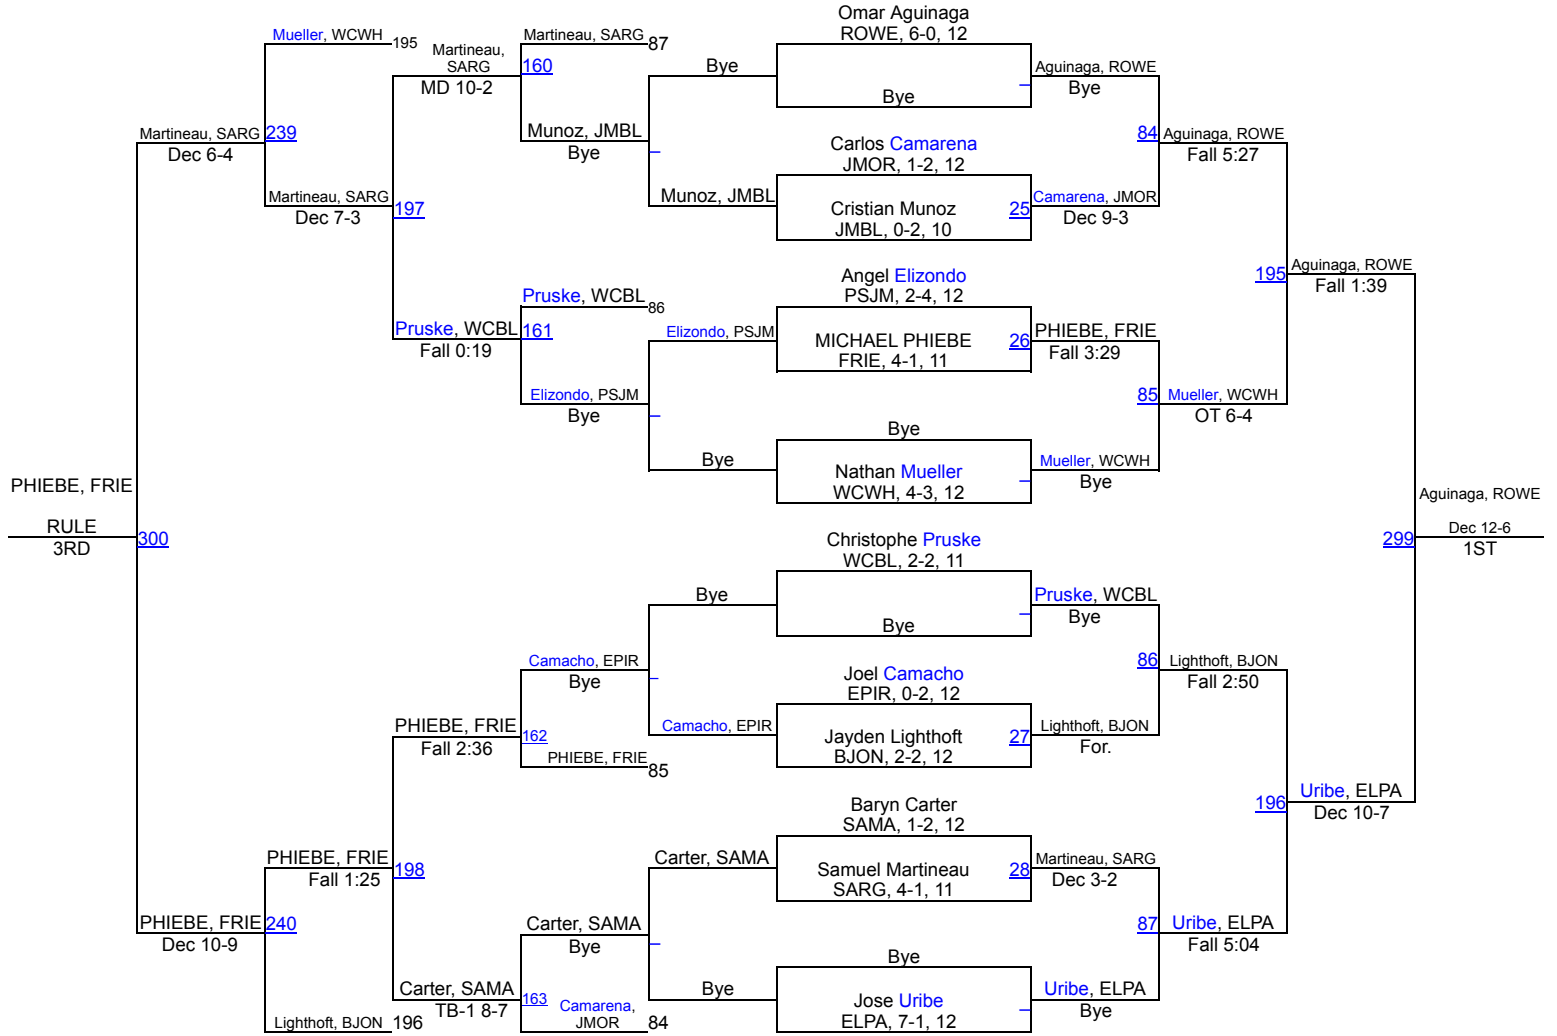 Omar Aguinaga
ROWE, 6-0, 12
Bye
Carlos Camarena
JMOR, 1-2, 12
Cristian Munoz
JMBL, 0-2, 10
25
Angel Elizondo
PSJM, 2-4, 12
MICHAEL PHIEBE
FRIE, 4-1, 11
26
Bye
Nathan Mueller
WCWH, 4-3, 12
Christophe Pruske
WCBL, 2-2, 11
Bye
Joel Camacho
EPIR, 0-2, 12
Jayden Lighthoft
BJON, 2-2, 12
27
Baryn Carter
SAMA, 1-2, 12
Samuel Martineau
SARG, 4-1, 11
28
Bye
Jose Uribe
ELPA, 7-1, 12
Aguinaga, ROWE
Bye
84
Camarena, JMOR
Dec 9-3
PHIEBE, FRIE
Fall 3:29
85
Mueller, WCWH
Bye
Pruske, WCBL
Bye
86
Lighthoft, BJON
For.
Martineau, SARG
Dec 3-2
87
Uribe, ELPA
Bye
Aguinaga, ROWE
Fall 5:27
195
Mueller, WCWH
OT 6-4
Lighthoft, BJON
Fall 2:50
196
Uribe, ELPA
Fall 5:04
Aguinaga, ROWE
Fall 1:39
299
Uribe, ELPA
Dec 10-7
Aguinaga, ROWE
Dec 12-6
1ST
Bye
Munoz, JMBL
Elizondo, PSJM
Bye
Bye
Camacho, EPIR
Carter, SAMA
Bye
Martineau, SARG
87
160
Munoz, JMBL
Bye
Pruske, WCBL
86
161
Elizondo, PSJM
Bye
Camacho, EPIR
Bye
162
PHIEBE, FRIE
85
Carter, SAMA
Bye
163
Camarena,
JMOR
84
Martineau,
SARG
MD 10-2
197
Pruske, WCBL
Fall 0:19
PHIEBE, FRIE
Fall 2:36
198
Carter, SAMA
TB-1 8-7
Mueller, WCWH
195
239
Martineau, SARG
Dec 7-3
PHIEBE, FRIE
Fall 1:25
240
Lighthoft, BJON
196
Martineau, SARG
Dec 6-4
300
PHIEBE, FRIE
Dec 10-9
PHIEBE, FRIE
RULE
3RD